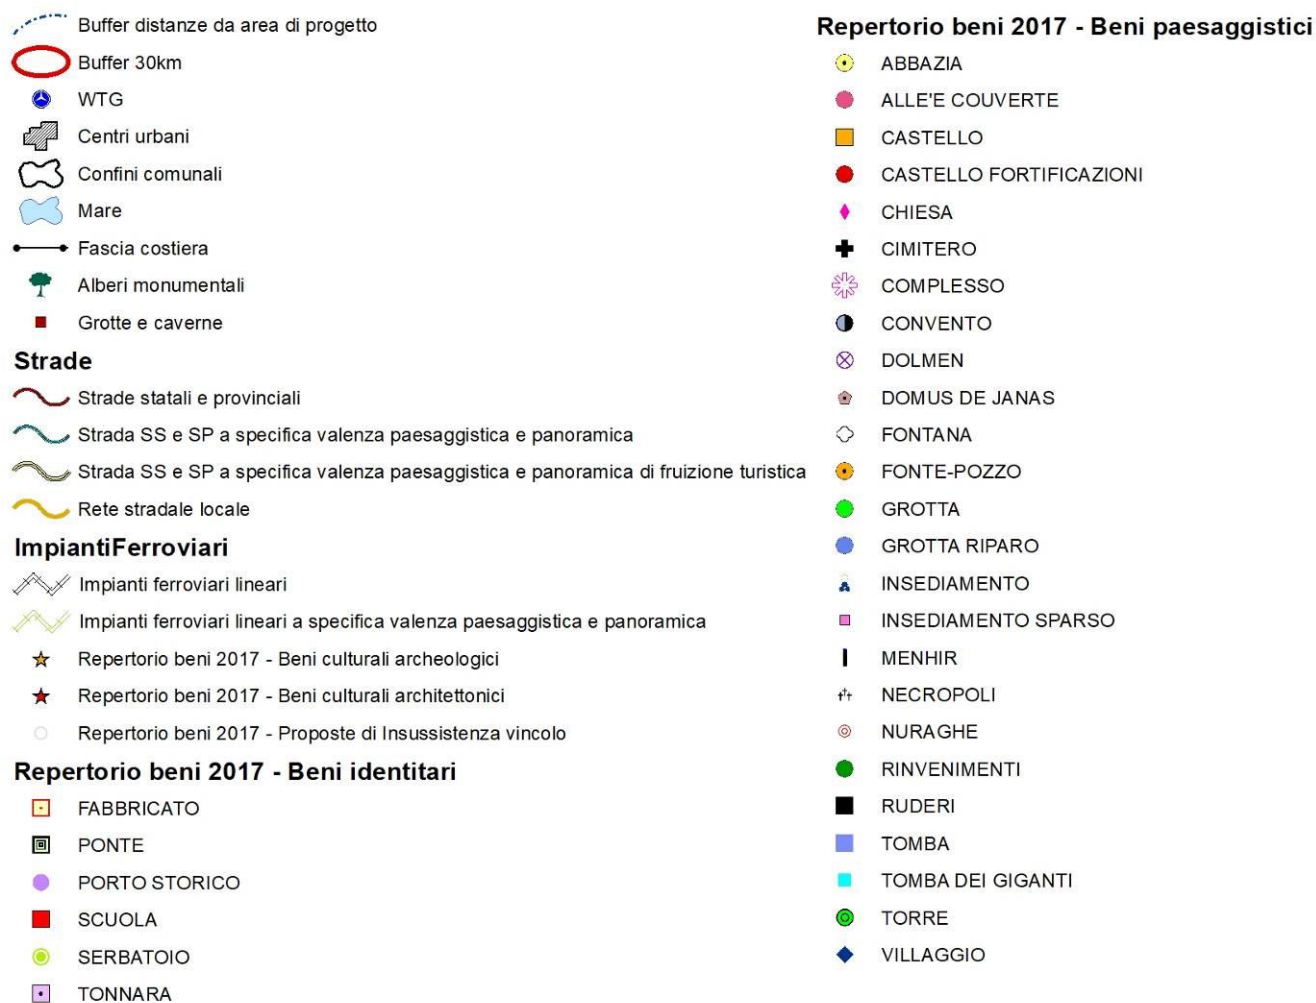 Buffer distanze da area di progetto
Buffer 30km
WTG
Centri urbani
Confini comunali
Mare
Fascia costiera
Alberi monumentali
Grotte e caverne
Strade
Strade statali e provinciali
Strada SS e SP a specifica valenza paesaggistica e panoramica
Strada SS e SP a specifica valenza paesaggistica e panoramica di fruizione turistica
Rete stradale locale
ImpiantiFerroviari
Impianti ferroviari lineari
Impianti ferroviari lineari a specifica valenza paesaggistica e panoramica
Repertorio beni 2017 - Beni culturali archeologici
Repertorio beni 2017 - Beni culturali architettonici
Repertorio beni 2017 - Proposte di Insussistenza vincolo
Repertorio beni 2017 - Beni identitari
FABBRICATO
PONTE
PORTO STORICO
SCUOLA
SERBATOIO
TONNARA
Repertorio beni 2017 - Beni paesaggistici
ABBAZIA
ALLE'E COUVERTE
CASTELLO
CASTELLO FORTIFICAZIONI
CHIESA
CIMITERO
COMPLESSO
CONVENTO
DOLMEN
DOMUS DE JANAS
FONTANA
FONTE-POZZO
GROTTA
GROTTA RIPARO
INSEDIAMENTO
INSEDIAMENTO SPARSO
MENHIR
NECROPOLI
NURAGHE
RINVENIMENTI
RUDERI
TOMBA
TOMBA DEI GIGANTI
TORRE
VILLAGGIO